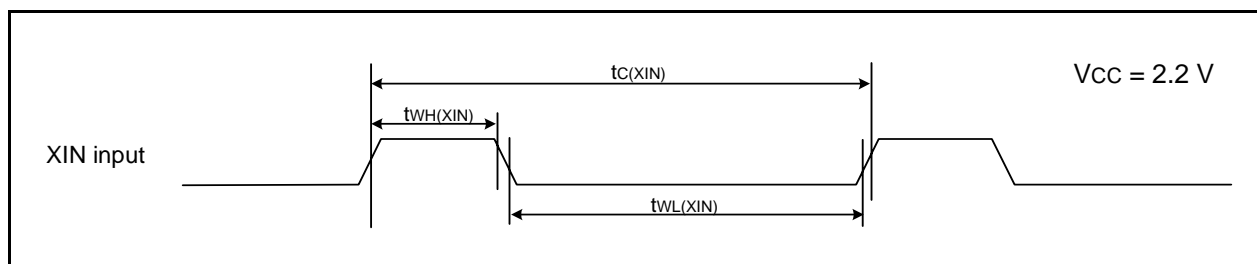 tC(XIN)
VCC = 2.2 V
tWH(XIN)
XIN input
tWL(XIN)